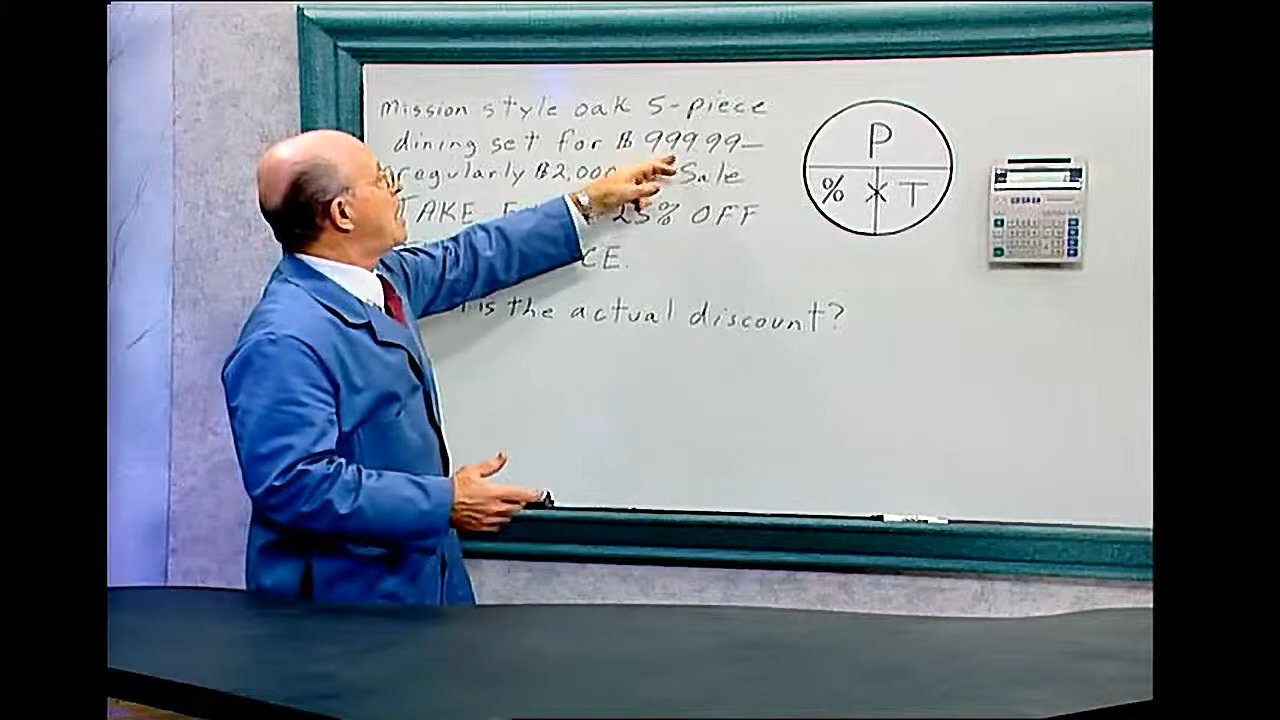 Mission style oak 5-piece
dining set for $999.99—
regularly $2,000 Sale
TAKE 25% OFF
is the actual discount?
P
% X T